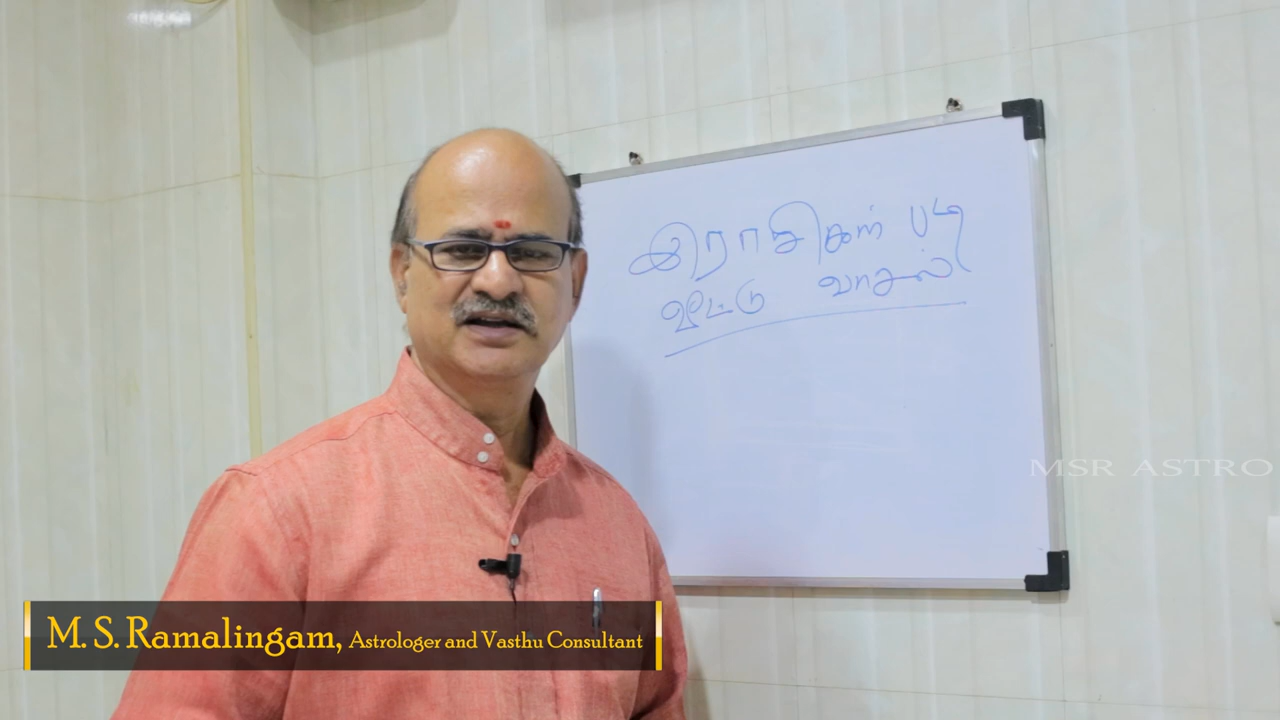 இராசிகள் படி
வீட்டு வாசல்
MSR ASTRO
M. S. Ramalingam, Astrologer and Vasthu Consultant